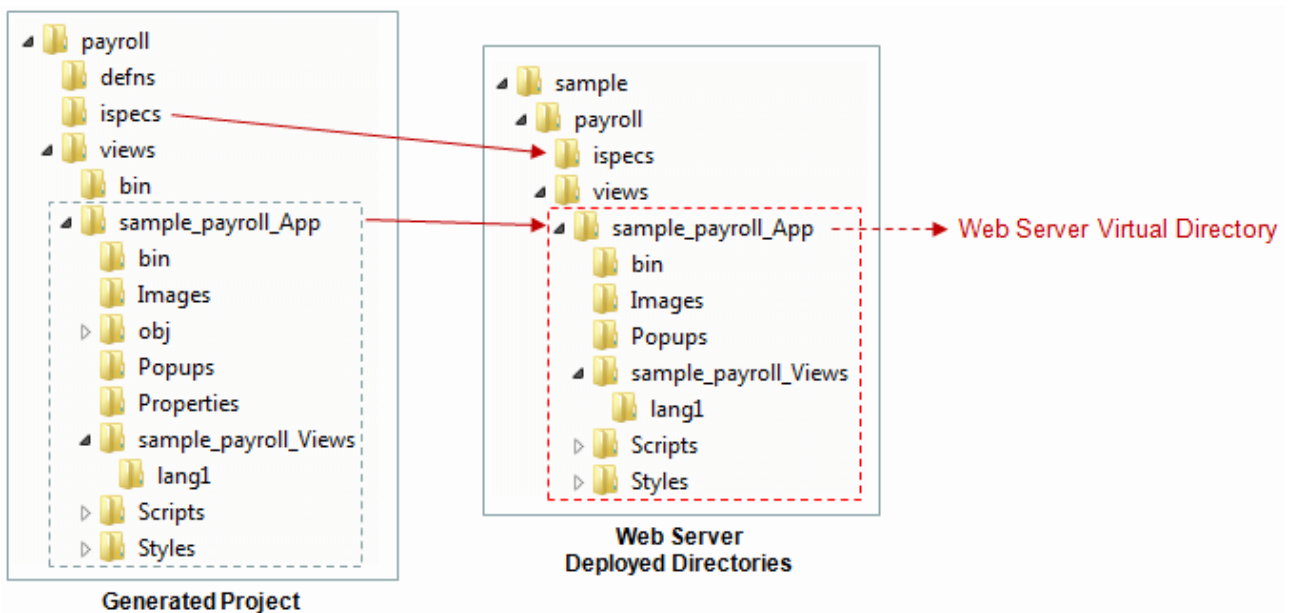 payroll
defns
ispecs
views
bin
sample_payroll_App
bin
Images
obj
Popups
Properties
sample_payroll_Views
lang1
Scripts
Styles
Generated Project
sample
payroll
ispecs
views
sample_payroll_App
bin
Images
Popups
sample_payroll_Views
lang1
Scripts
Styles
Web Server
Deployed Directories
Web Server Virtual Directory